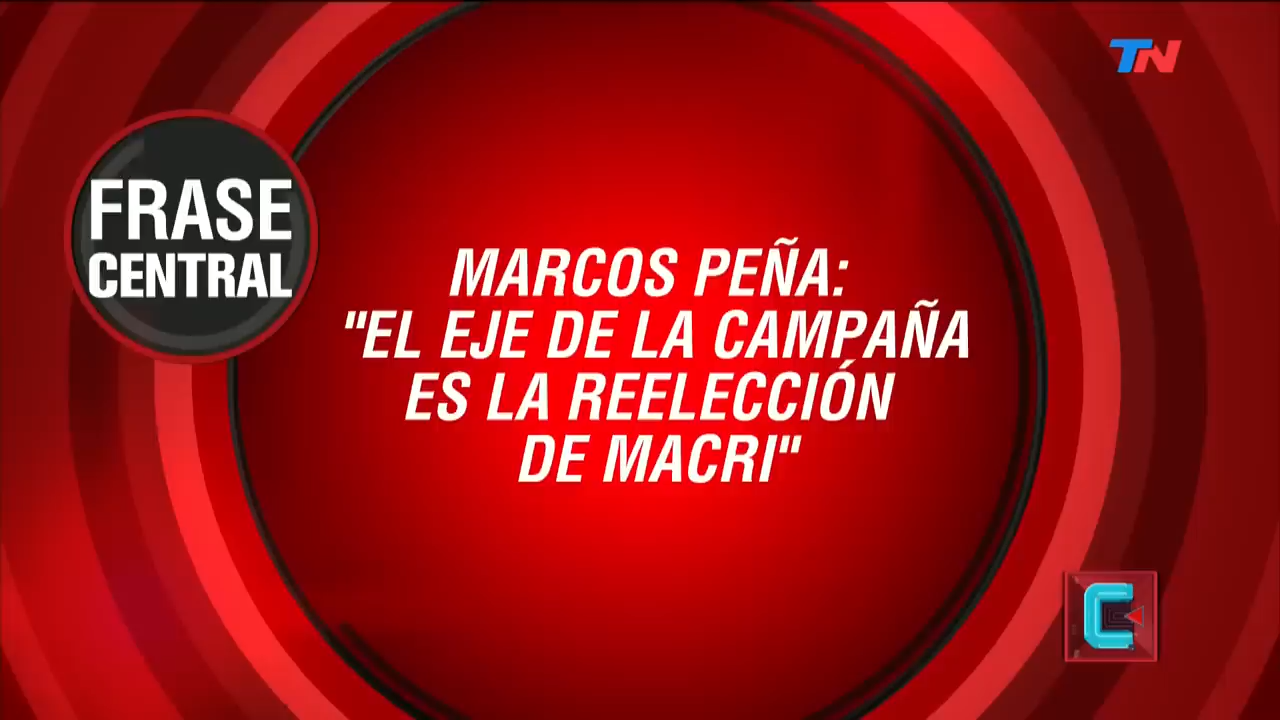 TN
FRASE
CENTRAL
MARCOS PEÑA:
"EL EJE DE LA CAMPAÑA
ES LA REELECCIÓN
DE MACRI"
C